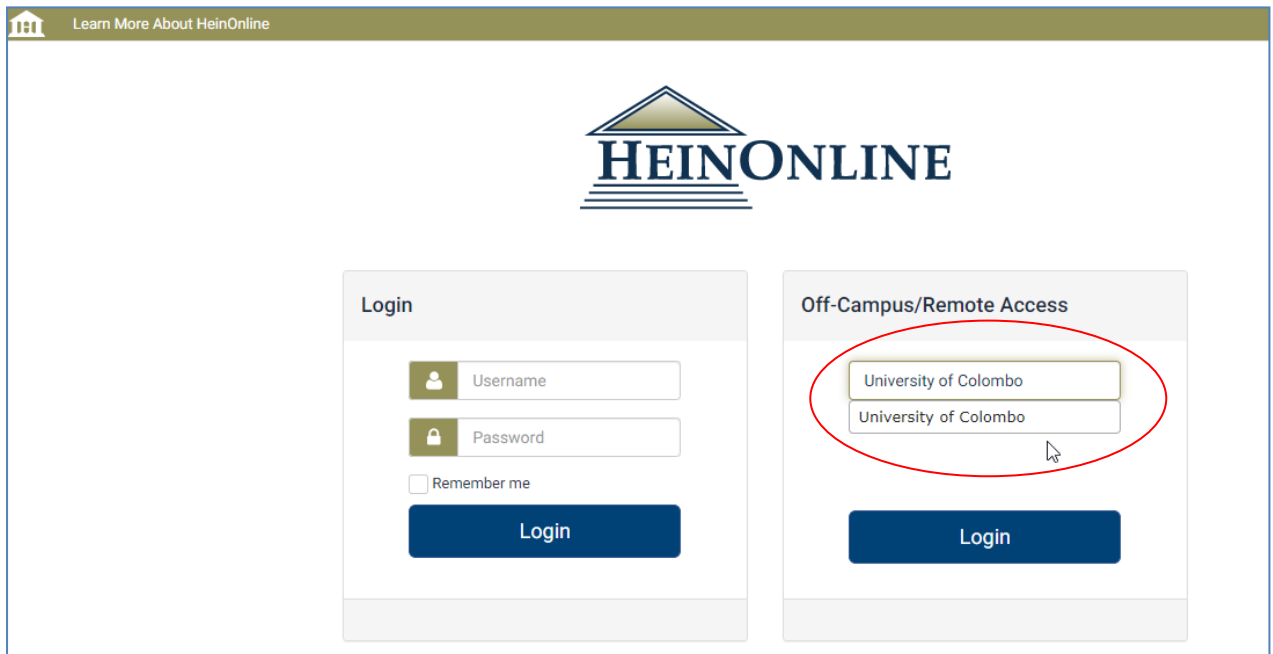 Learn More About HeinOnline
HEINONLINE
Login
Username
Password
Remember me
Login
Off-Campus/Remote Access
University of Colombo
University of Colombo
Login